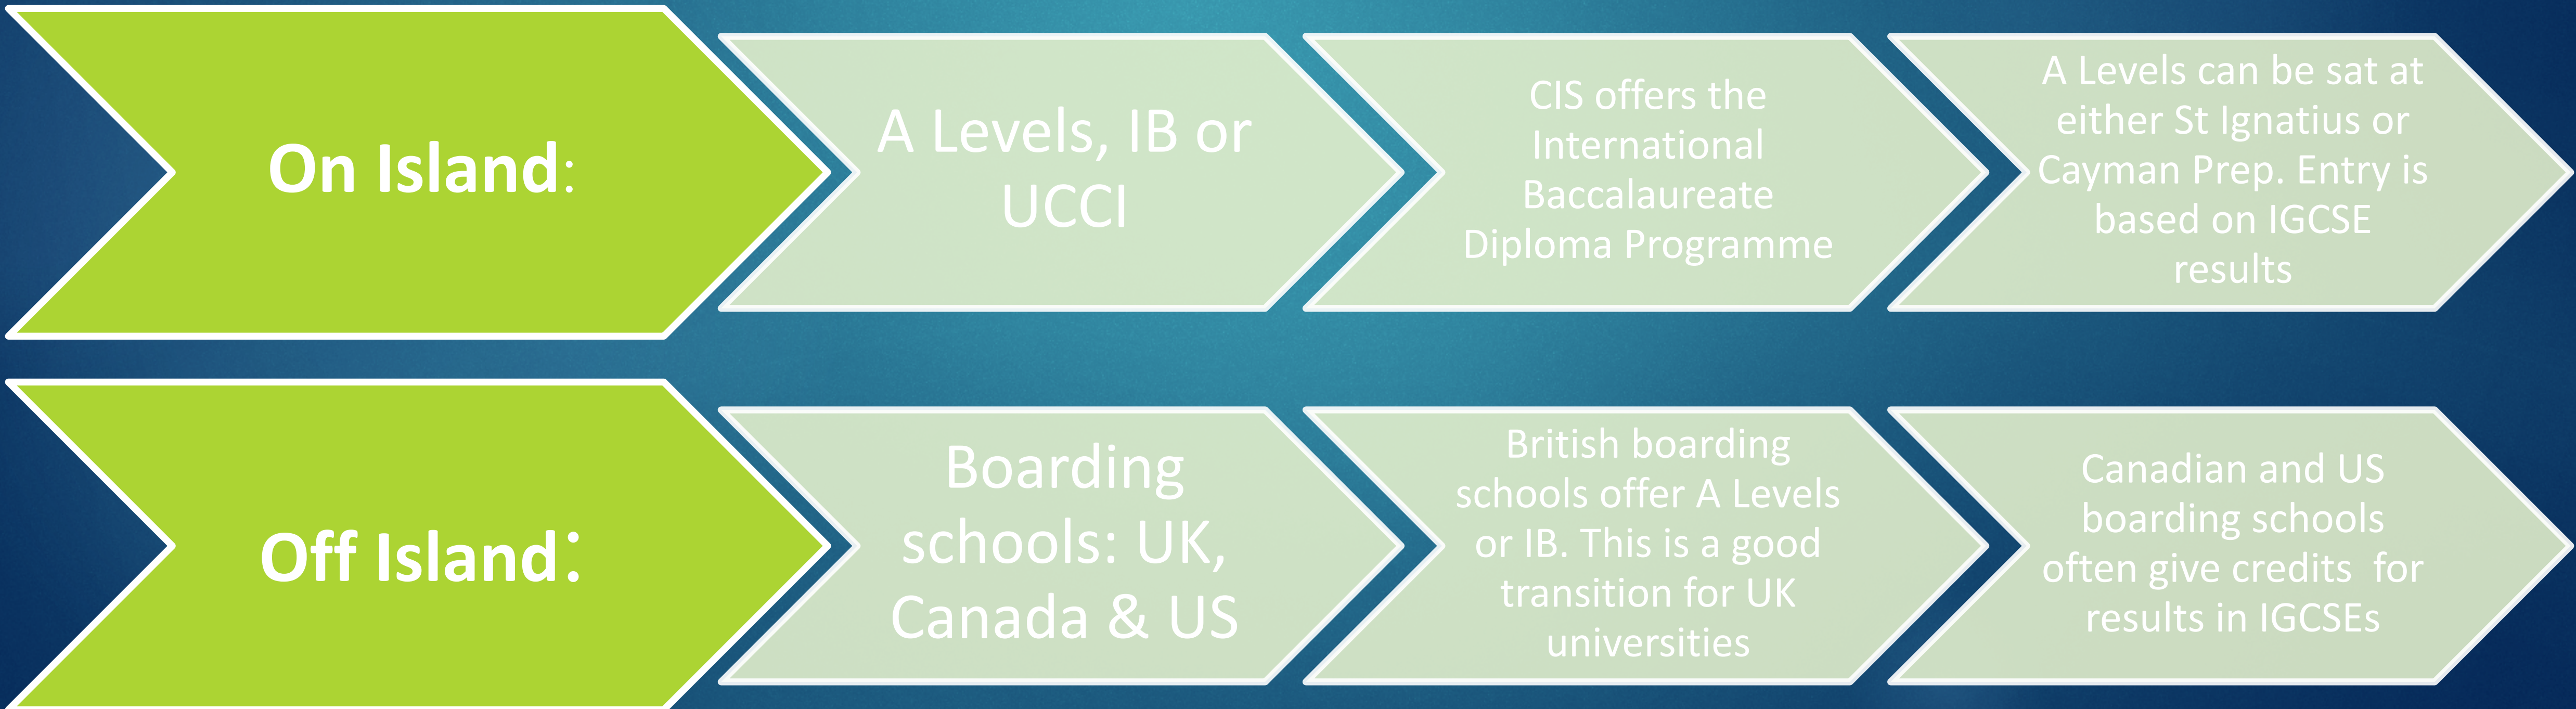 On Island:
A Levels, IB or
UCCI
CIS offers the
International
Baccalaureate
Diploma Programme
A Levels can be sat at
either St Ignatius or
Cayman Prep. Entry is
based on IGCSE
results
Off Island:
Boarding
schools: UK,
Canada & US
British boarding
schools offer A Levels
or IB. This is a good
transition for UK
universities
Canadian and US
boarding schools
often give credits  for
results in IGCSEs